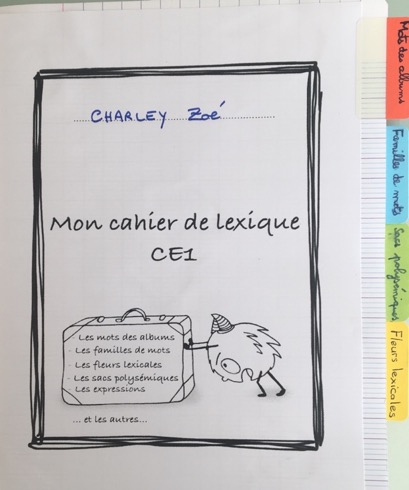 CHARLEY Zoé
Mon cahier de lexique
CE1
Les mots des albums
- Les familles de mots
Les fleurs lexicales
- Les sacs polysémiques
- Les expressions
... et les autres...
Mots des albums
Familles de mots
Sacs polysémiques
Fleurs lexicales